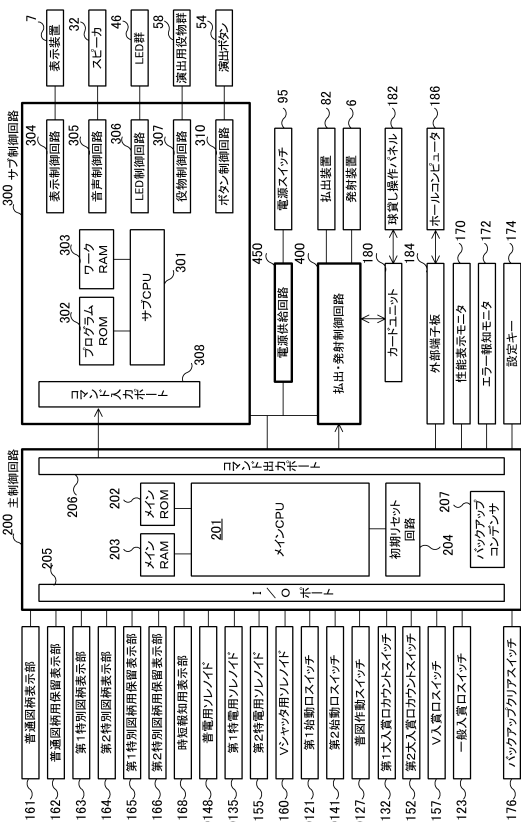 200 主制御回路
205
I/Oポート
203
メインRAM
202
メインROM
201
メインCPU
初期リセット回路
204
207
バックアップコンデンサ
206
コマンド出力ポート
161 普通図柄表示部
162 普通図柄用保留表示部
163 第1特別図柄表示部
164 第2特別図柄表示部
165 第1特別図柄用保留表示部
166 第2特別図柄用保留表示部
168 時短報知用表示部
148 普電用ソレノイド
135 第1特電用ソレノイド
155 第2特電用ソレノイド
160 Vシャッタ用ソレノイド
121 第1始動口スイッチ
141 第2始動口スイッチ
127 普図作動スイッチ
132 第1大入賞口カウントスイッチ
152 第2大入賞口カウントスイッチ
157 V入賞口スイッチ
123 一般入賞口スイッチ
176 バックアップクリアスイッチ
300 サブ制御回路
308
コマンド入力ポート
302
プログラムROM
303
ワークRAM
サブCPU
301
304
表示制御回路
305
音声制御回路
306
LED制御回路
307
役物制御回路
310
ボタン制御回路
7
表示装置
32
スピーカ
46
LED群
58
演出用役物群
54
演出ボタン
450
電源供給回路
95
電源スイッチ
400
払出・発射制御回路
82
払出装置
6
発射装置
180
カードユニット
182
球貸し操作パネル
184
外部端子板
186
ホールコンピュータ
170
性能表示モニタ
172
エラー報知モニタ
174
設定キー